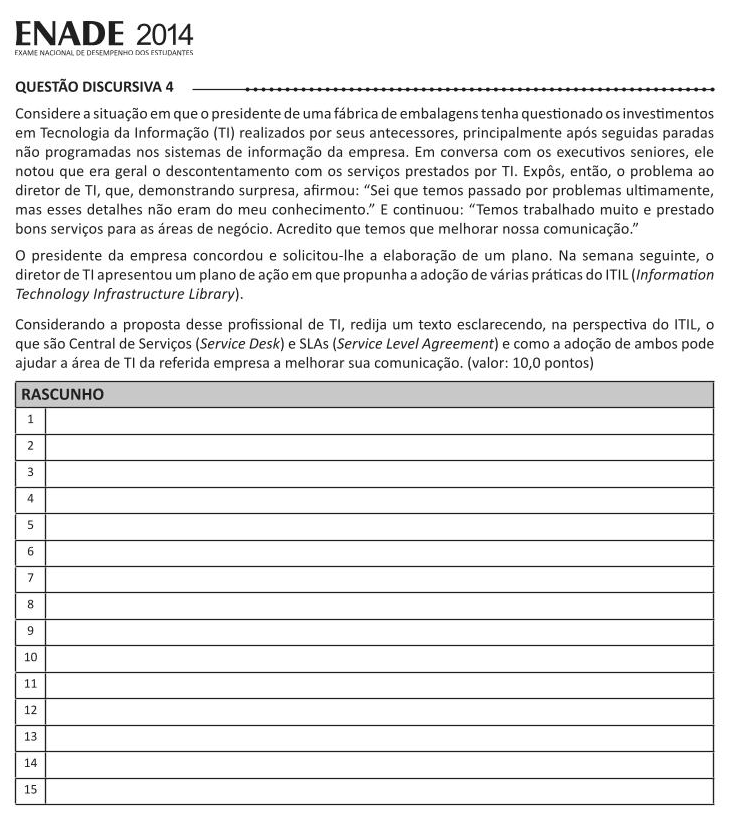 ENADE 2014
EXAME NACIONAL DE DESEMPENHO DOS ESTUDANTES
QUESTÃO DISCURSIVA 4
Considere a situação em que o presidente de uma fábrica de embalagens tenha questionado os investimentos
em Tecnologia da Informação (TI) realizados por seus antecessores, principalmente após seguidas paradas
não programadas nos sistemas de informação da empresa. Em conversa com os executivos seniores, ele
notou que era geral o descontentamento com os serviços prestados por TI. Expôs, então, o problema ao
diretor de TI, que, demonstrando surpresa, afirmou: “Sei que temos passado por problemas ultimamente,
mas esses detalhes não eram do meu conhecimento.” E continuou: “Temos trabalhado muito e prestado
bons serviços para as áreas de negócio. Acredito que temos que melhorar nossa comunicação.”
O presidente da empresa concordou e solicitou-lhe a elaboração de um plano. Na semana seguinte, o
diretor de TI apresentou um plano de ação em que propunha a adoção de várias práticas do ITIL (Information
Technology Infrastructure Library).
Considerando a proposta desse profissional de TI, redija um texto esclarecendo, na perspectiva do ITIL, o
que são Central de Serviços (Service Desk) e SLAs (Service Level Agreement) e como a adoção de ambos pode
ajudar a área de TI da referida empresa a melhorar sua comunicação. (valor: 10,0 pontos)
RASCUNHO
1
2
3
4
5
6
7
8
9
10
11
12
13
14
15